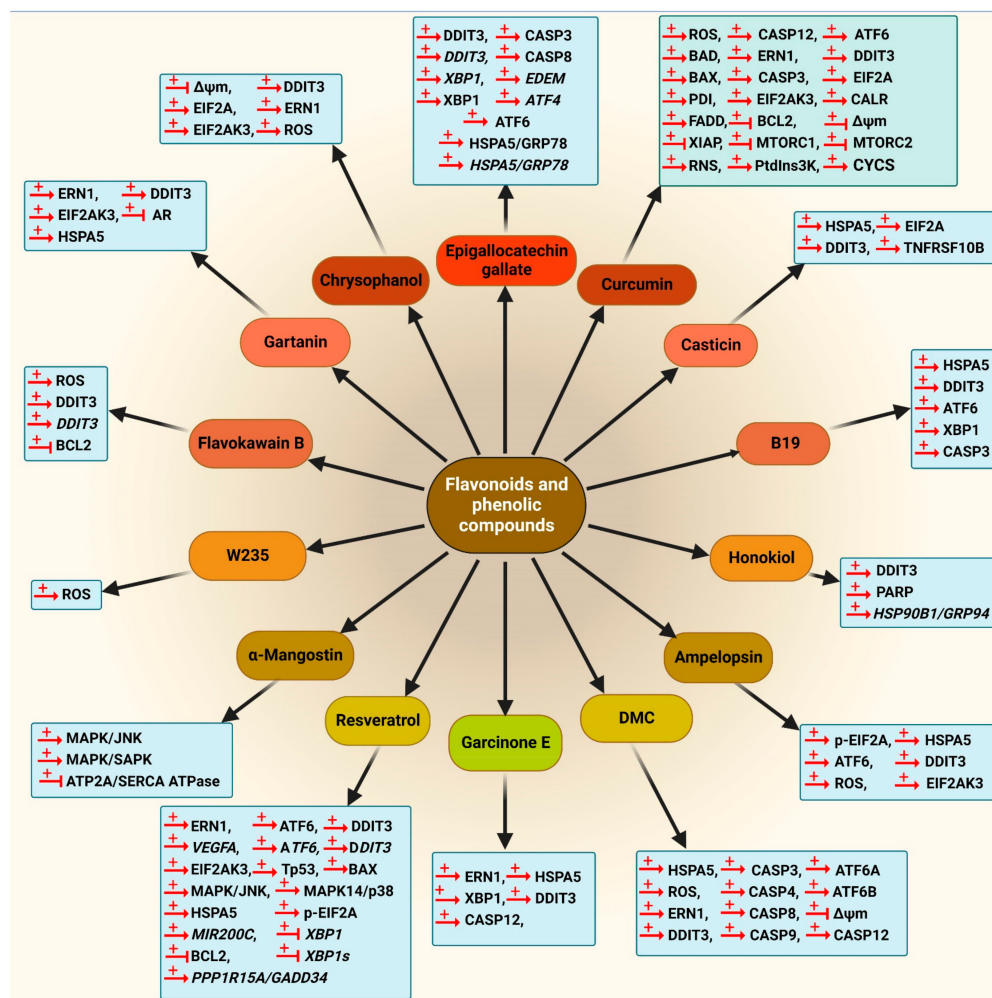 DDIT3, CASP3
DDIT3, CASP8
XBP1, EDEM
XBP1 ATF4
ATF6
HSPA5/GRP78
HSPA5/GRP78
ROS, CASP12, ATF6
BAD, ERN1, DDIT3
BAX, CASP3, EIF2A
PDI, EIF2AK3, CALR
FADD, BCL2, Δψm
XIAP, MTORC1, MTORC2
RNS, PtdIns3K, CYCS
Δψm, DDIT3
EIF2A, ERN1
EIF2AK3, ROS
ERN1, DDIT3
EIF2AK3, AR
HSPA5
HSPA5, EIF2A
DDIT3, TNFRSF10B
Epigallocatechin
gallate
Chrysophanol
Curcumin
Gartanin
Casticin
ROS
DDIT3
DDIT3
BCL2
Flavokawain B
B19
HSPA5
DDIT3
ATF6
XBP1
CASP3
Flavonoids and
phenolic
compounds
W235
Honokiol
ROS
DDIT3
PARP
HSP90B1/GRP94
α-Mangostin
Ampelopsin
Resveratrol
Garcinone E
DMC
MAPK/JNK
MAPK/SAPK
ATP2A/SERCA ATPase
p-EIF2A, HSPA5
ATF6, DDIT3
ROS, EIF2AK3
ERN1, ATF6, DDIT3
VEGFA, ATF6, DDIT3
EIF2AK3, Tp53, BAX
MAPK/JNK, MAPK14/p38
HSPA5 p-EIF2A
MIR200C, XBP1
BCL2, XBP1s
PPP1R15A/GADD34
ERN1, HSPA5
XBP1, DDIT3
CASP12,
HSPA5, CASP3, ATF6A
ROS, CASP4, ATF6B
ERN1, CASP8, Δψm
DDIT3, CASP9, CASP12